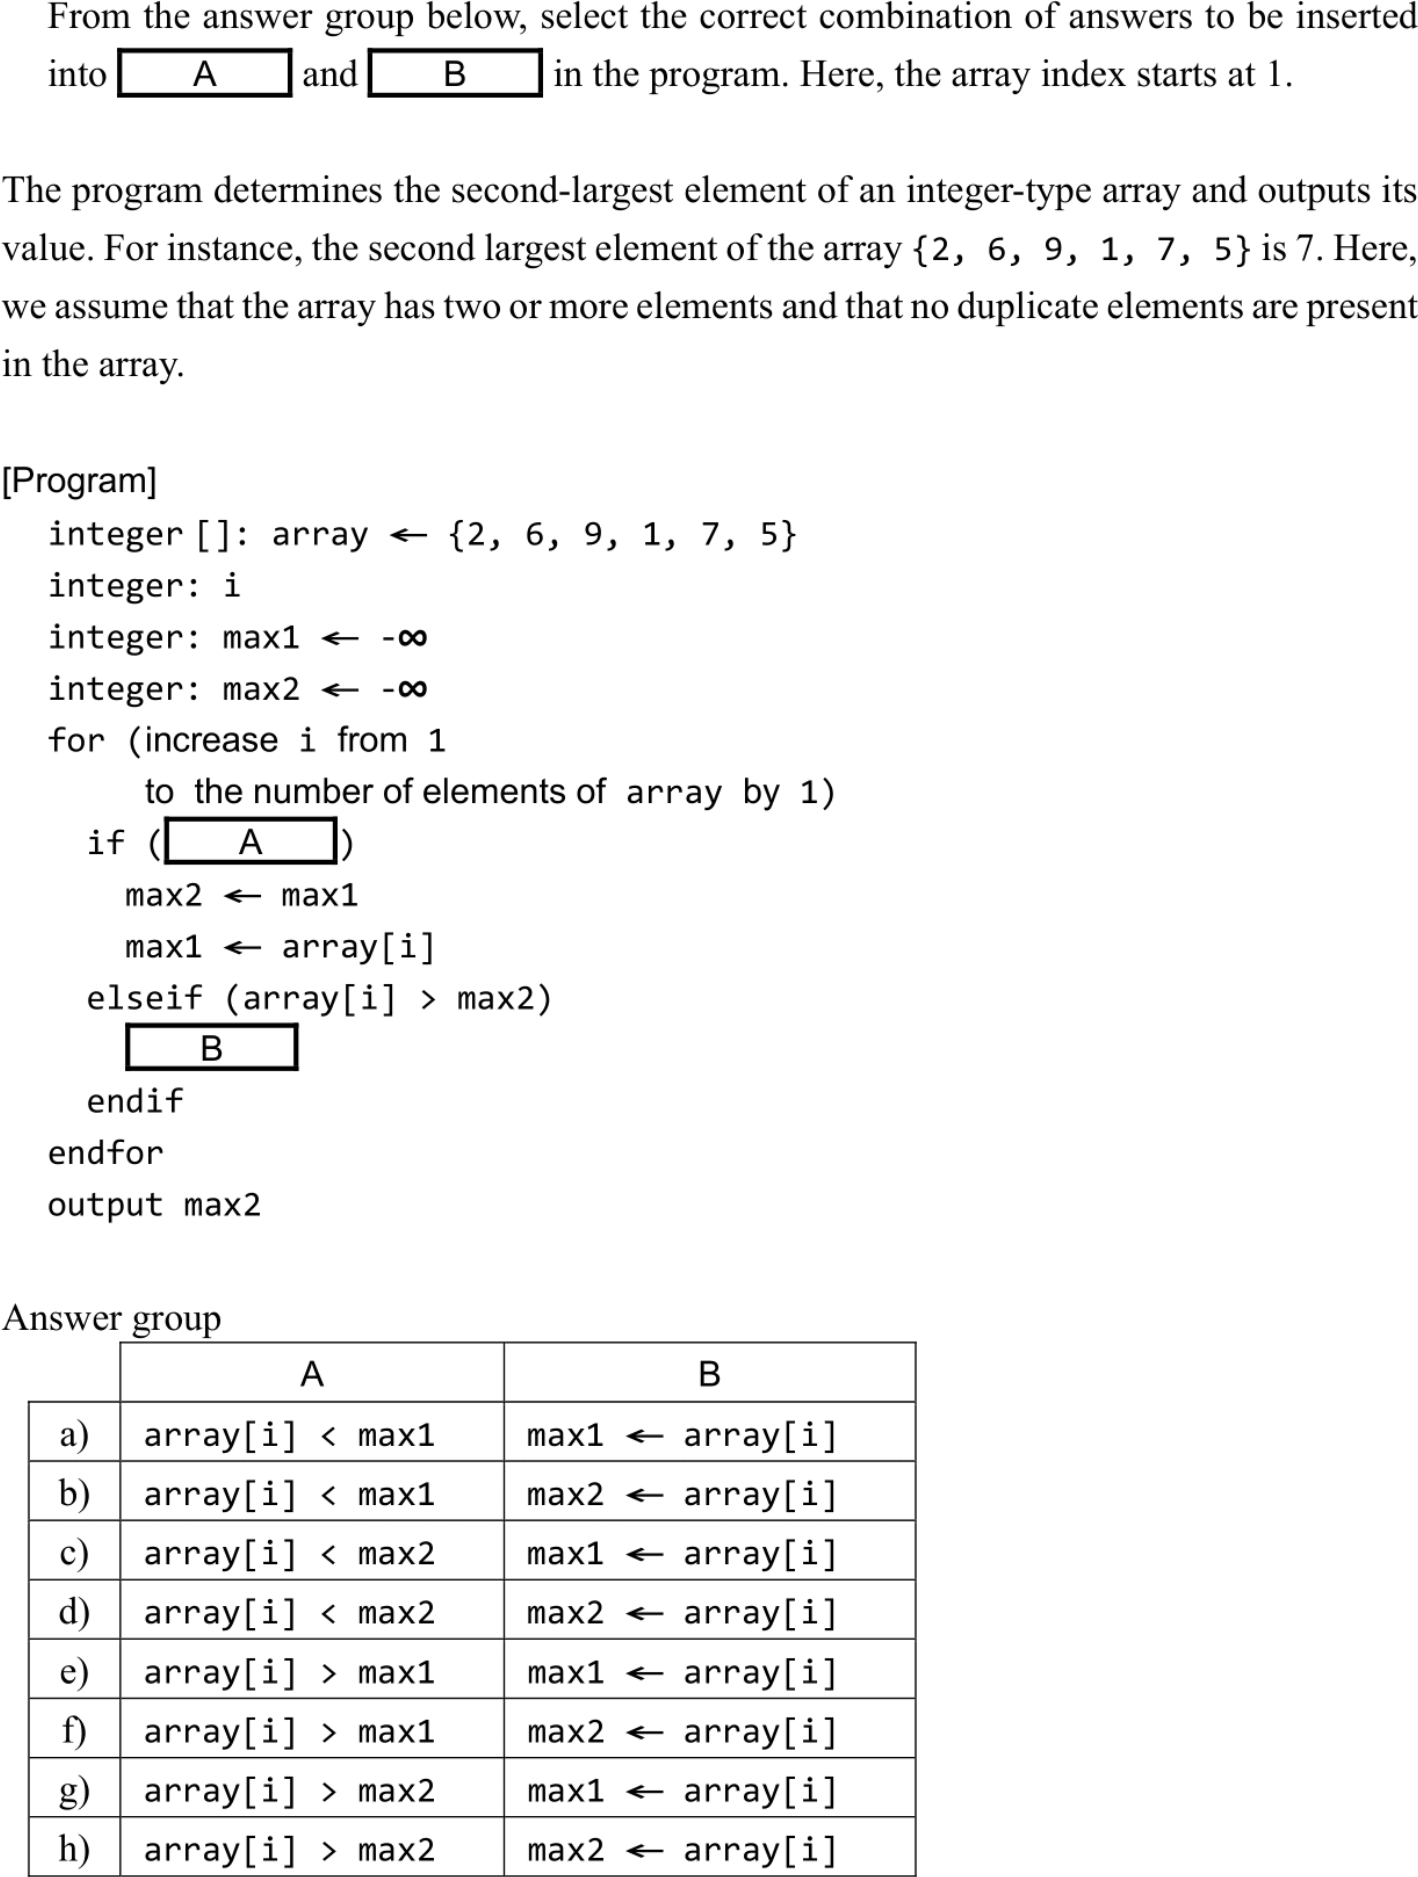 From the answer group below, select the correct combination of answers to be inserted
into A and B in the program. Here, the array index starts at 1.
The program determines the second-largest element of an integer-type array and outputs its
value. For instance, the second largest element of the array {2, 6, 9, 1, 7, 5} is 7. Here,
we assume that the array has two or more elements and that no duplicate elements are present
in the array.
[Program]
integer []: array ← {2, 6, 9, 1, 7, 5}
integer: i
integer: max1 ← -∞
integer: max2 ← -∞
for (increase i from 1
to the number of elements of array by 1)
if ( A )
max2 ← max1
max1 ← array[i]
elseif (array[i] > max2)
B
endif
endfor
output max2
Answer group
A B
a) array[i] < max1 max1 ← array[i]
b) array[i] < max1 max2 ← array[i]
c) array[i] < max2 max1 ← array[i]
d) array[i] < max2 max2 ← array[i]
e) array[i] > max1 max1 ← array[i]
f) array[i] > max1 max2 ← array[i]
g) array[i] > max2 max1 ← array[i]
h) array[i] > max2 max2 ← array[i]